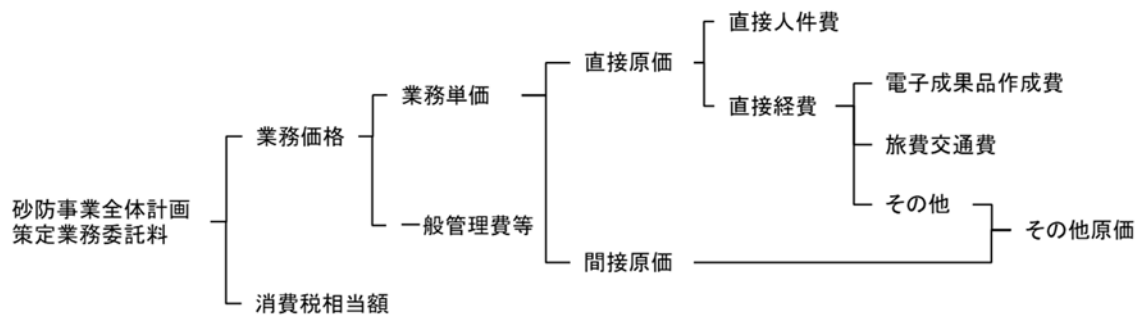 直接人件費
直接原価
電子成果品作成費
業務単価
直接経費
業務価格
旅費交通費
砂防事業全体計画
策定業務委託料
その他
一般管理費等
その他原価
間接原価
消費税相当額